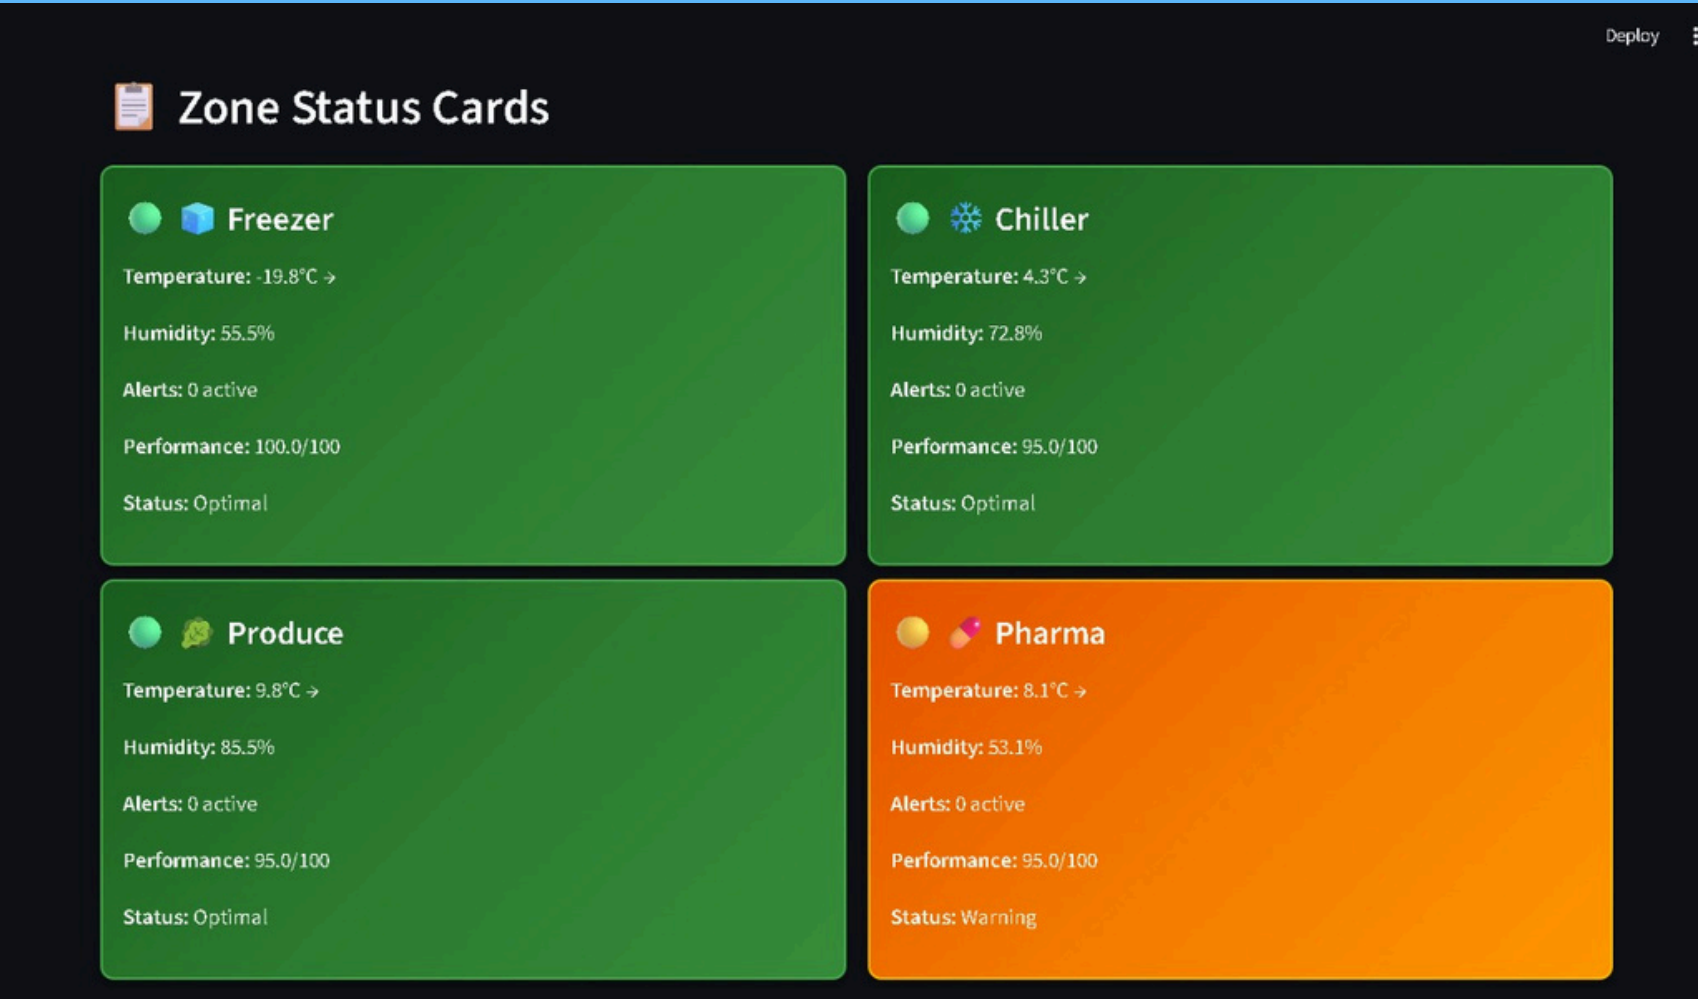 Deploy
Zone Status Cards
Freezer
Temperature: -19.8°C →
Humidity: 55.5%
Alerts: 0 active
Performance: 100.0/100
Status: Optimal
Chiller
Temperature: 4.3°C →
Humidity: 72.8%
Alerts: 0 active
Performance: 95.0/100
Status: Optimal
Produce
Temperature: 9.8°C →
Humidity: 85.5%
Alerts: 0 active
Performance: 95.0/100
Status: Optimal
Pharma
Temperature: 8.1°C →
Humidity: 53.1%
Alerts: 0 active
Performance: 95.0/100
Status: Warning